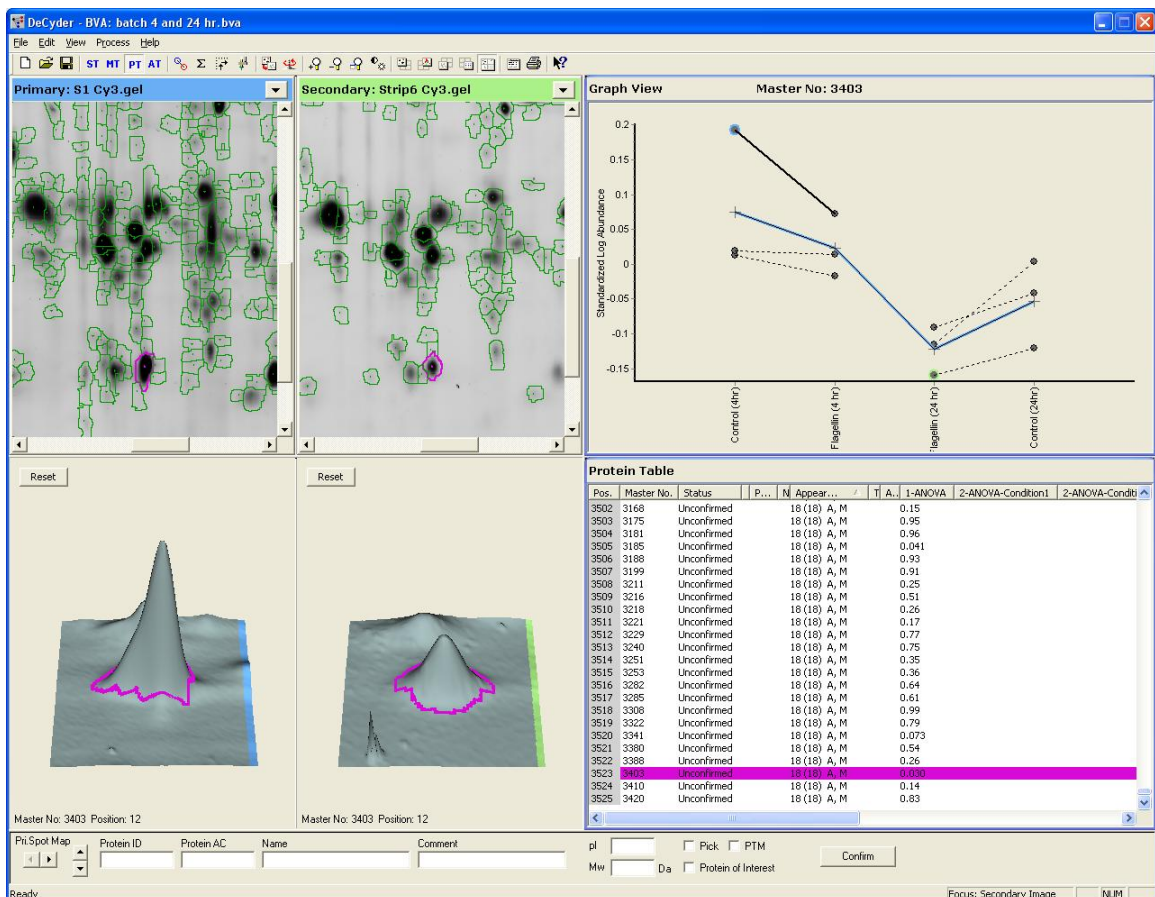 DeCyder - BVA: batch 4 and 24 hr.bva
File Edit View Process Help
ST MT PT AT Σ
Primary: S1 Cy3.gel
Secondary: Strip6 Cy3.gel
Graph View Master No: 3403
0.2
0.15
0.1
0.05
0
-0.05
-0.1
-0.15
Standardized Log Abundance
Control (4hr)
Flagellin (4 hr)
Flagellin (24 hr)
Control (24hr)
Reset
Reset
Master No: 3403 Position: 12
Master No: 3403 Position: 12
Protein Table
Pos. Master No. Status P... N Appear... T A.. 1-ANOVA 2-ANOVA-Condition1 2-ANOVA-Conditi
3502 3168 Unconfirmed 18 (18) A, M 0.15
3503 3175 Unconfirmed 18 (18) A, M 0.95
3504 3181 Unconfirmed 18 (18) A, M 0.96
3505 3185 Unconfirmed 18 (18) A, M 0.041
3506 3188 Unconfirmed 18 (18) A, M 0.93
3507 3199 Unconfirmed 18 (18) A, M 0.91
3508 3211 Unconfirmed 18 (18) A, M 0.25
3509 3216 Unconfirmed 18 (18) A, M 0.51
3510 3218 Unconfirmed 18 (18) A, M 0.26
3511 3221 Unconfirmed 18 (18) A, M 0.17
3512 3229 Unconfirmed 18 (18) A, M 0.77
3513 3240 Unconfirmed 18 (18) A, M 0.75
3514 3251 Unconfirmed 18 (18) A, M 0.35
3515 3253 Unconfirmed 18 (18) A, M 0.36
3516 3282 Unconfirmed 18 (18) A, M 0.64
3517 3285 Unconfirmed 18 (18) A, M 0.61
3518 3308 Unconfirmed 18 (18) A, M 0.99
3519 3322 Unconfirmed 18 (18) A, M 0.79
3520 3341 Unconfirmed 18 (18) A, M 0.073
3521 3380 Unconfirmed 18 (18) A, M 0.54
3522 3388 Unconfirmed 18 (18) A, M 0.26
3523 3403 Unconfirmed 18 (18) A, M 0.030
3524 3410 Unconfirmed 18 (18) A, M 0.14
3525 3420 Unconfirmed 18 (18) A, M 0.83
Pri.Spot Map Protein ID Protein AC Name Comment pI Pick PTM
Mw Da Protein of Interest Confirm
Ready Focus: Secondary Image NUM